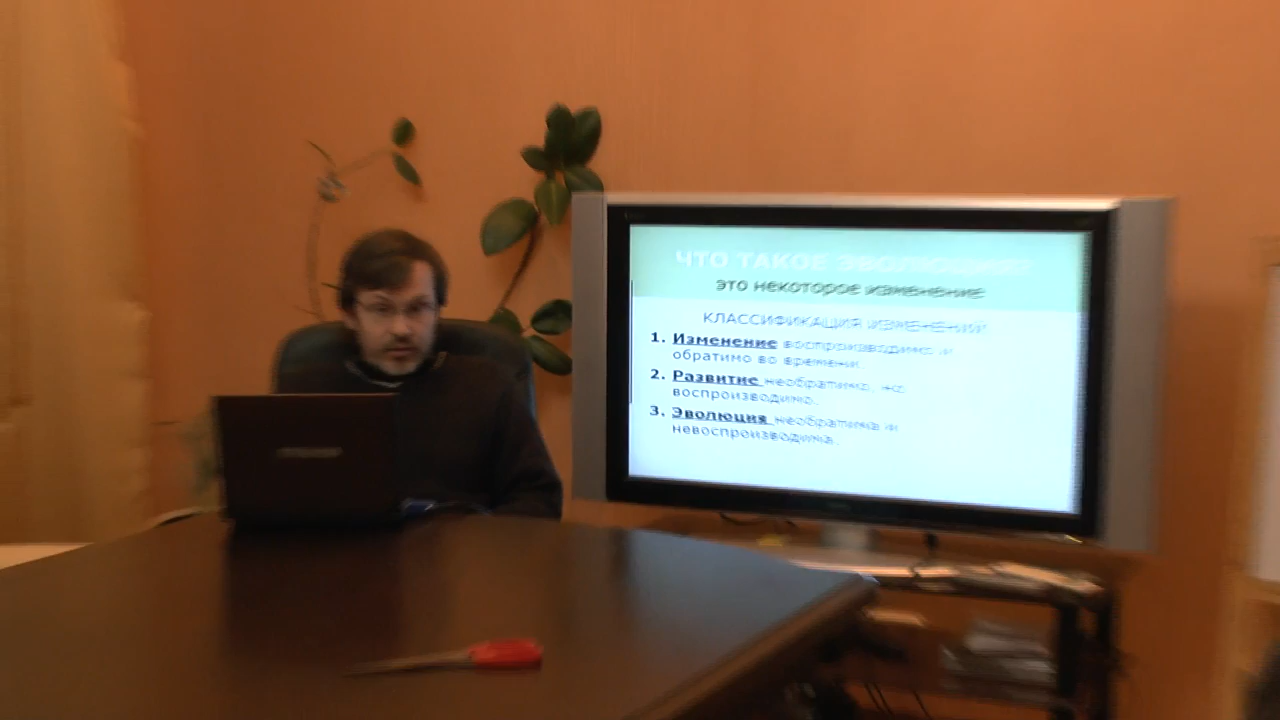 ЧТО ТАКОЕ ЭВОЛЮЦИЯ?
это некоторое изменение
КЛАССИФИКАЦИЯ ИЗМЕНЕНИЙ
1. Изменение воспроизводимо и
обратимо во времени.
2. Развитие необратимо, но
воспроизводимо.
3. Эволюция необратима и
невоспроизводима.